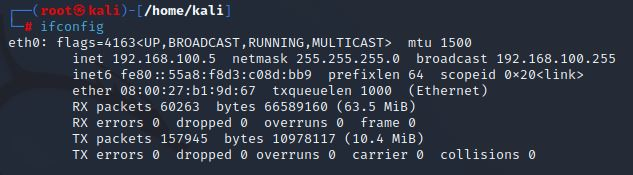 ┌──(root㉿kali)-[/home/kali]
└─# ifconfig
eth0: flags=4163<UP,BROADCAST,RUNNING,MULTICAST>  mtu 1500
        inet 192.168.100.5  netmask 255.255.255.0  broadcast 192.168.100.255
        inet6 fe80::55a8:f8d3:c08d:bb9  prefixlen 64  scopeid 0×20<link>
        ether 08:00:27:b1:9d:67  txqueuelen 1000  (Ethernet)
        RX packets 60263  bytes 66589160 (63.5 MiB)
        RX errors 0  dropped 0  overruns 0  frame 0
        TX packets 157945  bytes 10978117 (10.4 MiB)
        TX errors 0  dropped 0 overruns 0  carrier 0  collisions 0